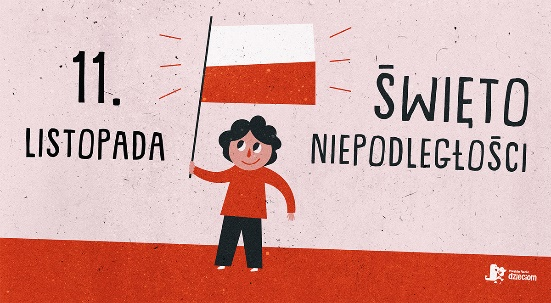 11.
LISTOPADA
ŚWIĘTO
NIEPODLEGŁOŚCI
dzieciom